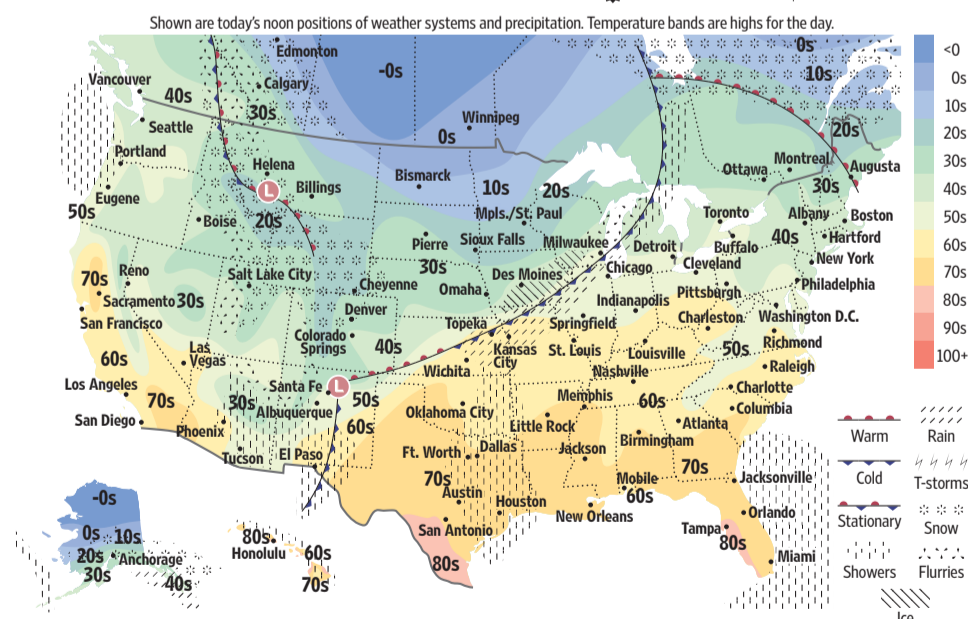 Shown are today's noon positions of weather systems and precipitation. Temperature bands are highs for the day.
Edmonton
Calgary
Vancouver
Seattle
Portland
Eugene
Helena
Billings
Boise
Winnipeg
Bismarck
Pierre
Sioux Falls
Mpls./St. Paul
Milwaukee
Ottawa
Montreal
Augusta
Toronto
Albany
Boston
Hartford
Buffalo
Detroit
Cleveland
Chicago
New York
Philadelphia
Pittsburgh
Washington D.C.
Reno
Sacramento
San Francisco
Salt Lake City
Cheyenne
Denver
Colorado
Springs
Omaha
Des Moines
Topeka
Kansas
City
Wichita
Springfield
St. Louis
Indianapolis
Louisville
Charleston
Richmond
Raleigh
Charlotte
Columbia
Nashville
Memphis
Atlanta
Birmingham
Las
Vegas
Los Angeles
San Diego
Phoenix
Tucson
Santa Fe
Albuquerque
El Paso
Oklahoma City
Little Rock
Ft. Worth
Dallas
Jackson
Austin
Houston
San Antonio
New Orleans
Mobile
Jacksonville
Orlando
Tampa
Miami
Anchorage
Honolulu
L
L
-0s
0s
0s
10s
20s
30s
40s
30s
40s
50s
20s
10s
20s
30s
70s
30s
60s
70s
30s
40s
50s
60s
50s
60s
70s
70s
60s
80s
80s
-0s
0s
10s
20s
30s
40s
80s
60s
70s
<0
0s
10s
20s
30s
40s
50s
60s
70s
80s
90s
100+
Warm
Rain
Cold
T-storms
Stationary
Snow
Showers
Flurries
Ice